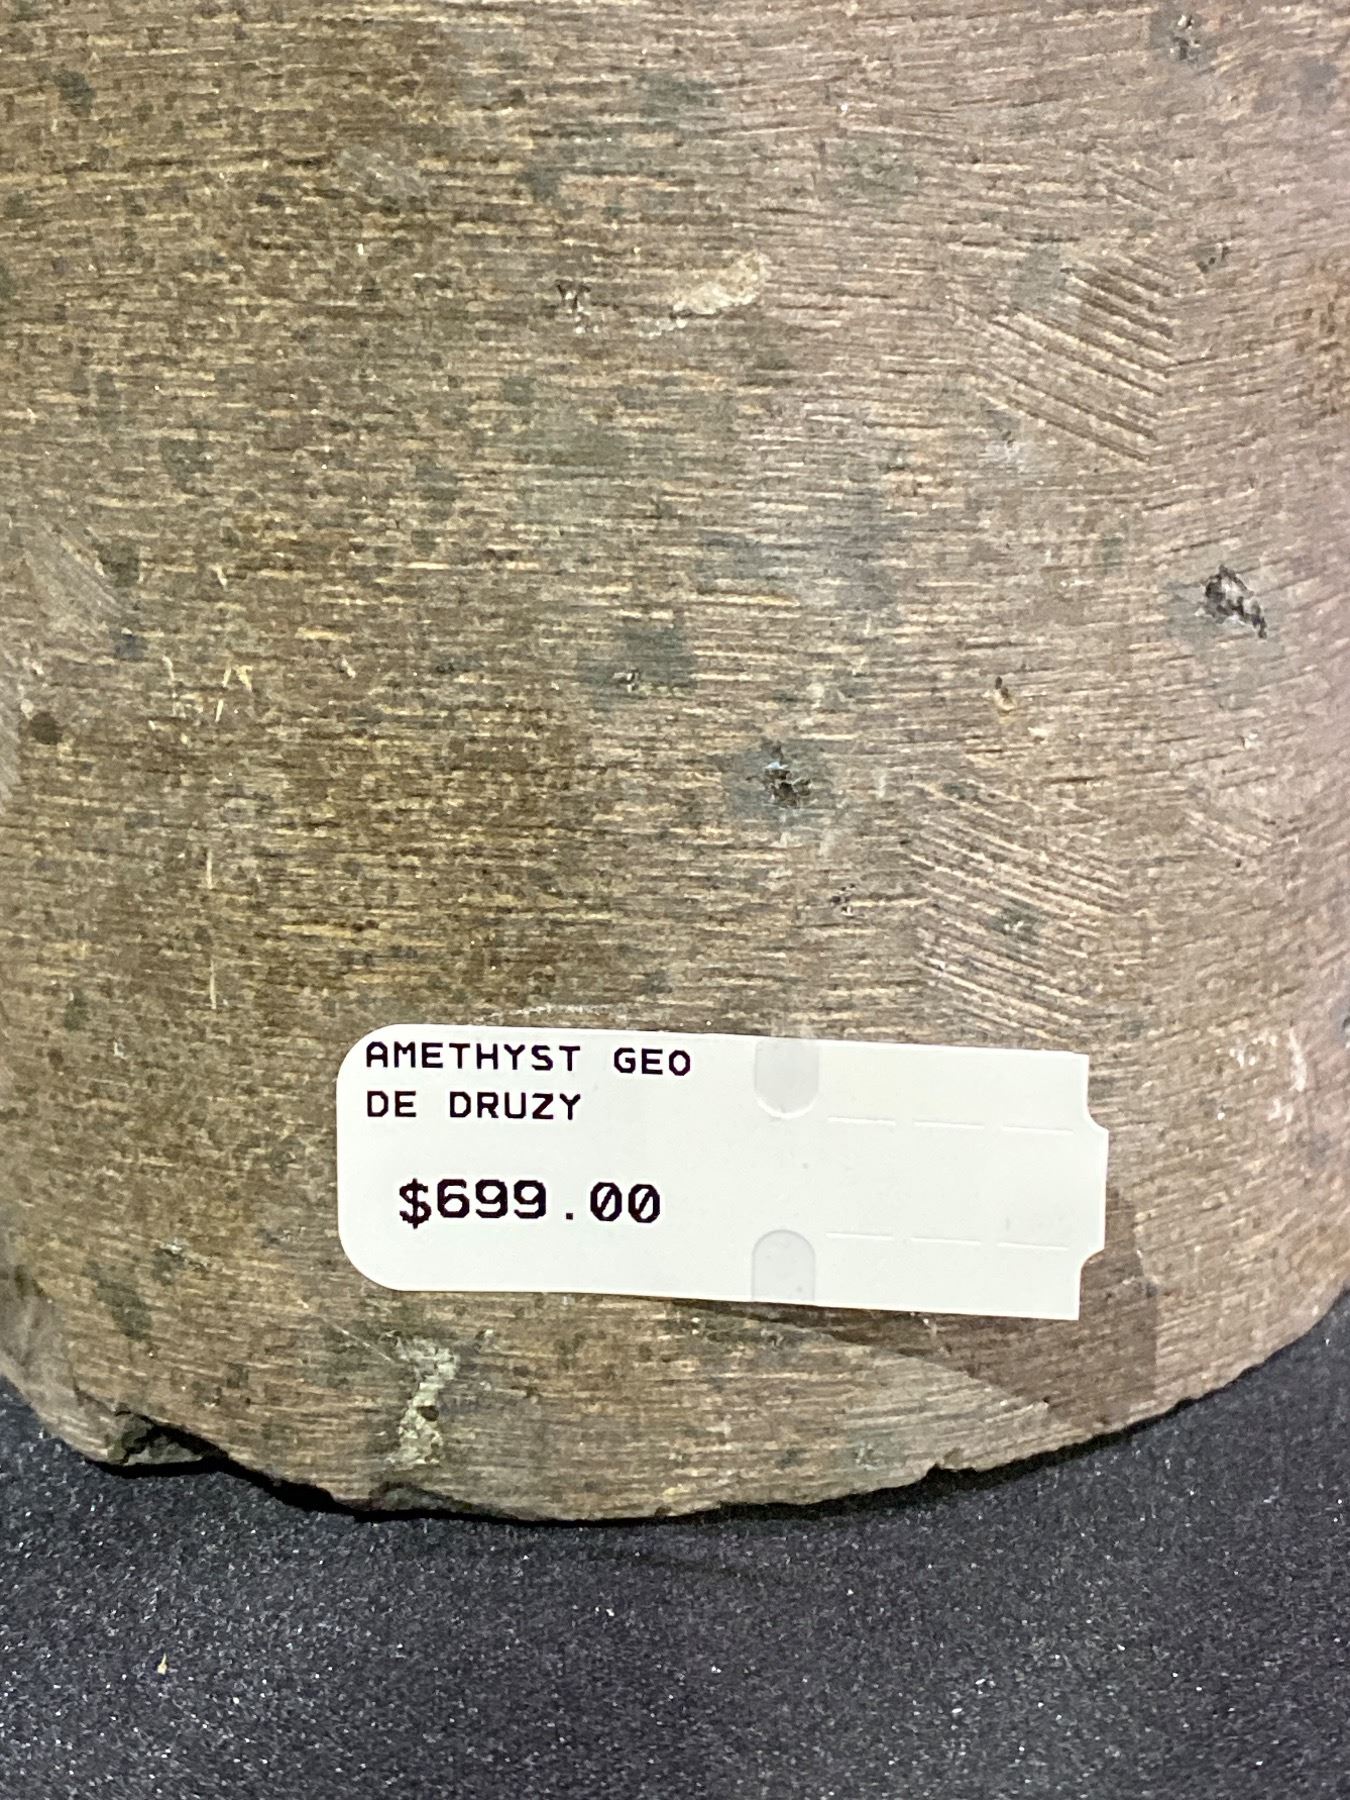 AMETHYST GEO
DE DRUZY
$699.00